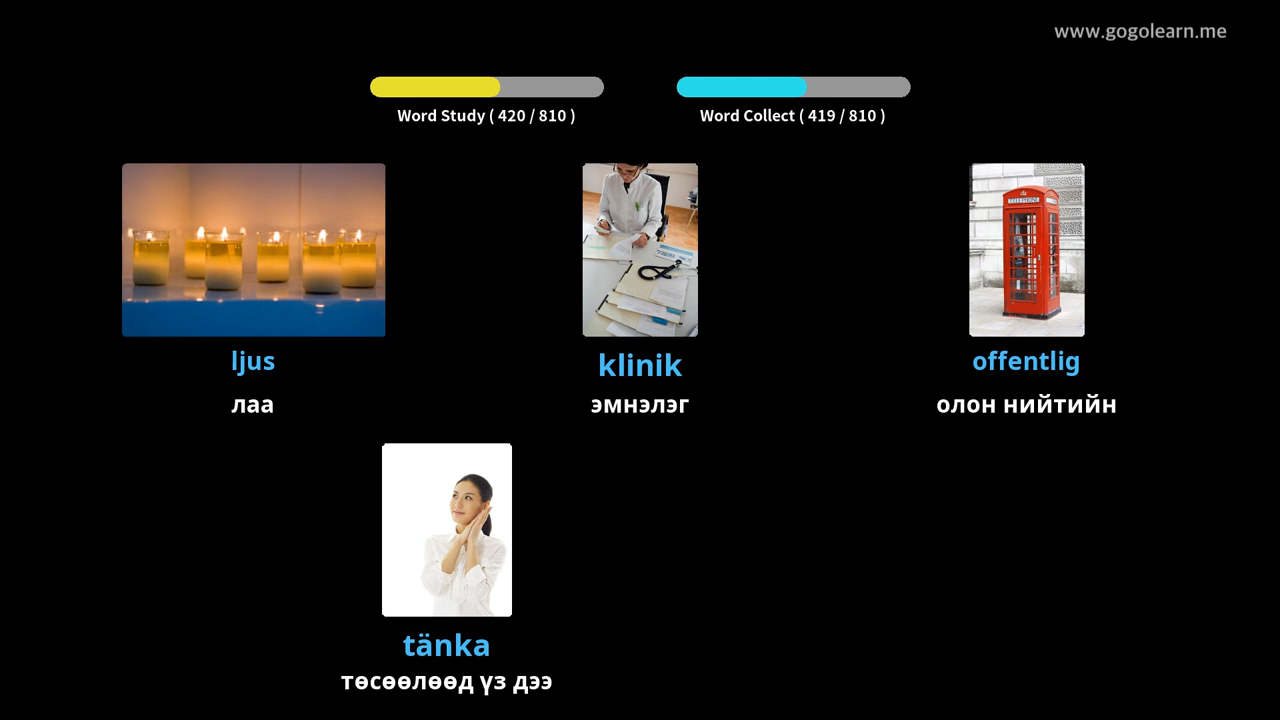 www.gogolearn.me
Word Study ( 420 / 810 )
Word Collect ( 419 / 810 )
TELEPHONE
ljus
klinik
offentlig
лаа
эмнэлэг
олон нийтийн
tänka
төсөөлөөд үз дээ